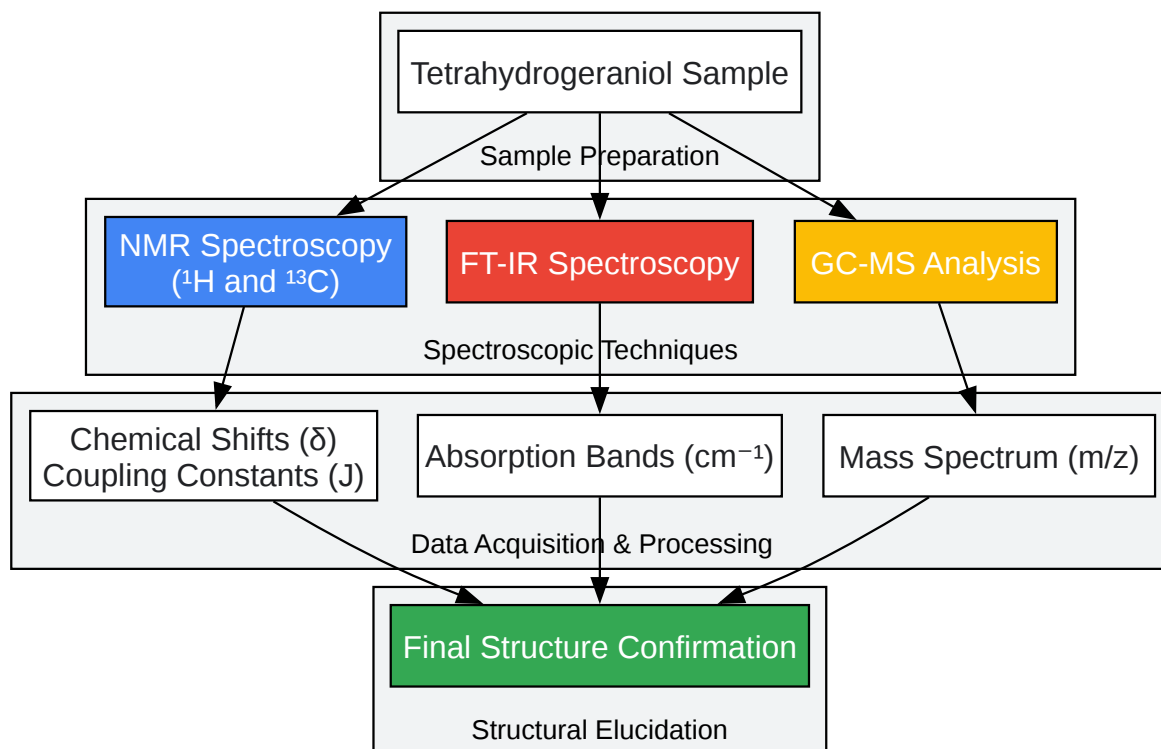 Tetrahydrogeraniol Sample
Sample Preparation
NMR Spectroscopy
(¹H and ¹³C)
FT-IR Spectroscopy
GC-MS Analysis
Spectroscopic Techniques
Chemical Shifts (δ)
Coupling Constants (J)
Absorption Bands (cm⁻¹)
Mass Spectrum (m/z)
Data Acquisition & Processing
Final Structure Confirmation
Structural Elucidation